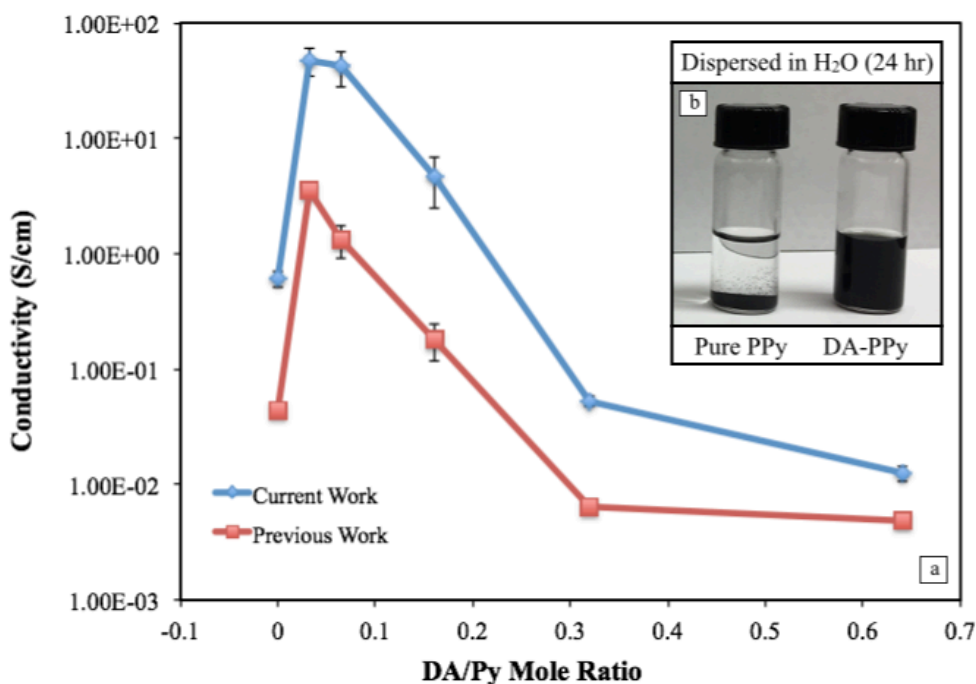 1.00E+02
1.00E+01
1.00E+00
1.00E-01
1.00E-02
1.00E-03
Conductivity (S/cm)
Dispersed in H₂O (24 hr)
b
Pure PPy DA-PPy
Current Work
Previous Work
a
-0.1 0 0.1 0.2 0.3 0.4 0.5 0.6 0.7
DA/Py Mole Ratio